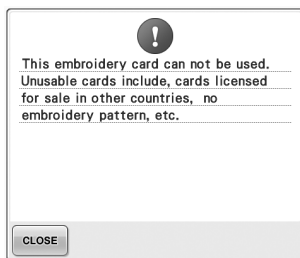 !
This embroidery card can not be used.
Unusable cards include, cards licensed
for sale in other countries, no
embroidery pattern, etc.
CLOSE